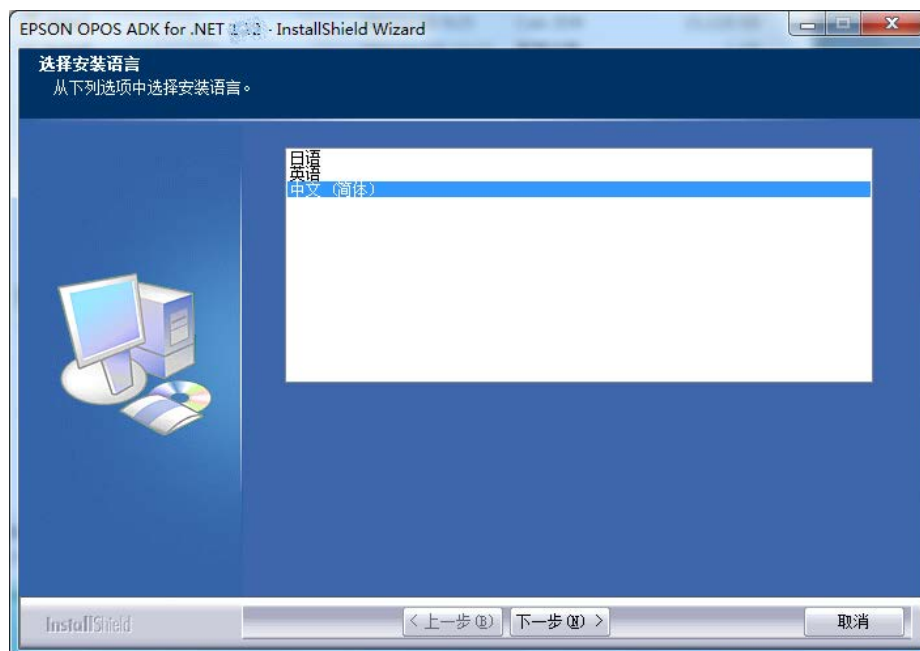 EPSON OPOS ADK for .NET - InstallShield Wizard
选择安装语言
从下列选项中选择安装语言。
日语
英语
中文 (简体)
InstallShield
< 上一步(B)
下一步(N) >
取消